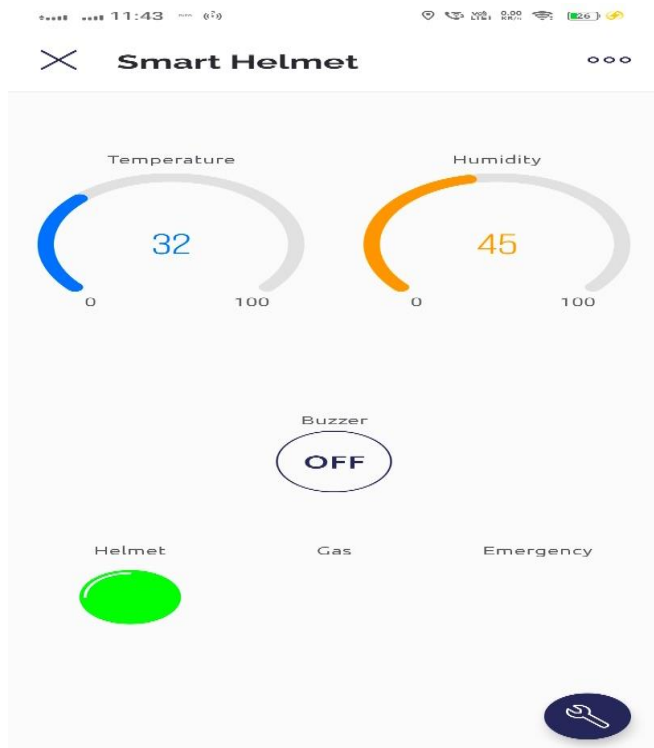 11:43 26
Smart Helmet
Temperature Humidity
32 45
0 100 0 100
Buzzer
OFF
Helmet Gas Emergency